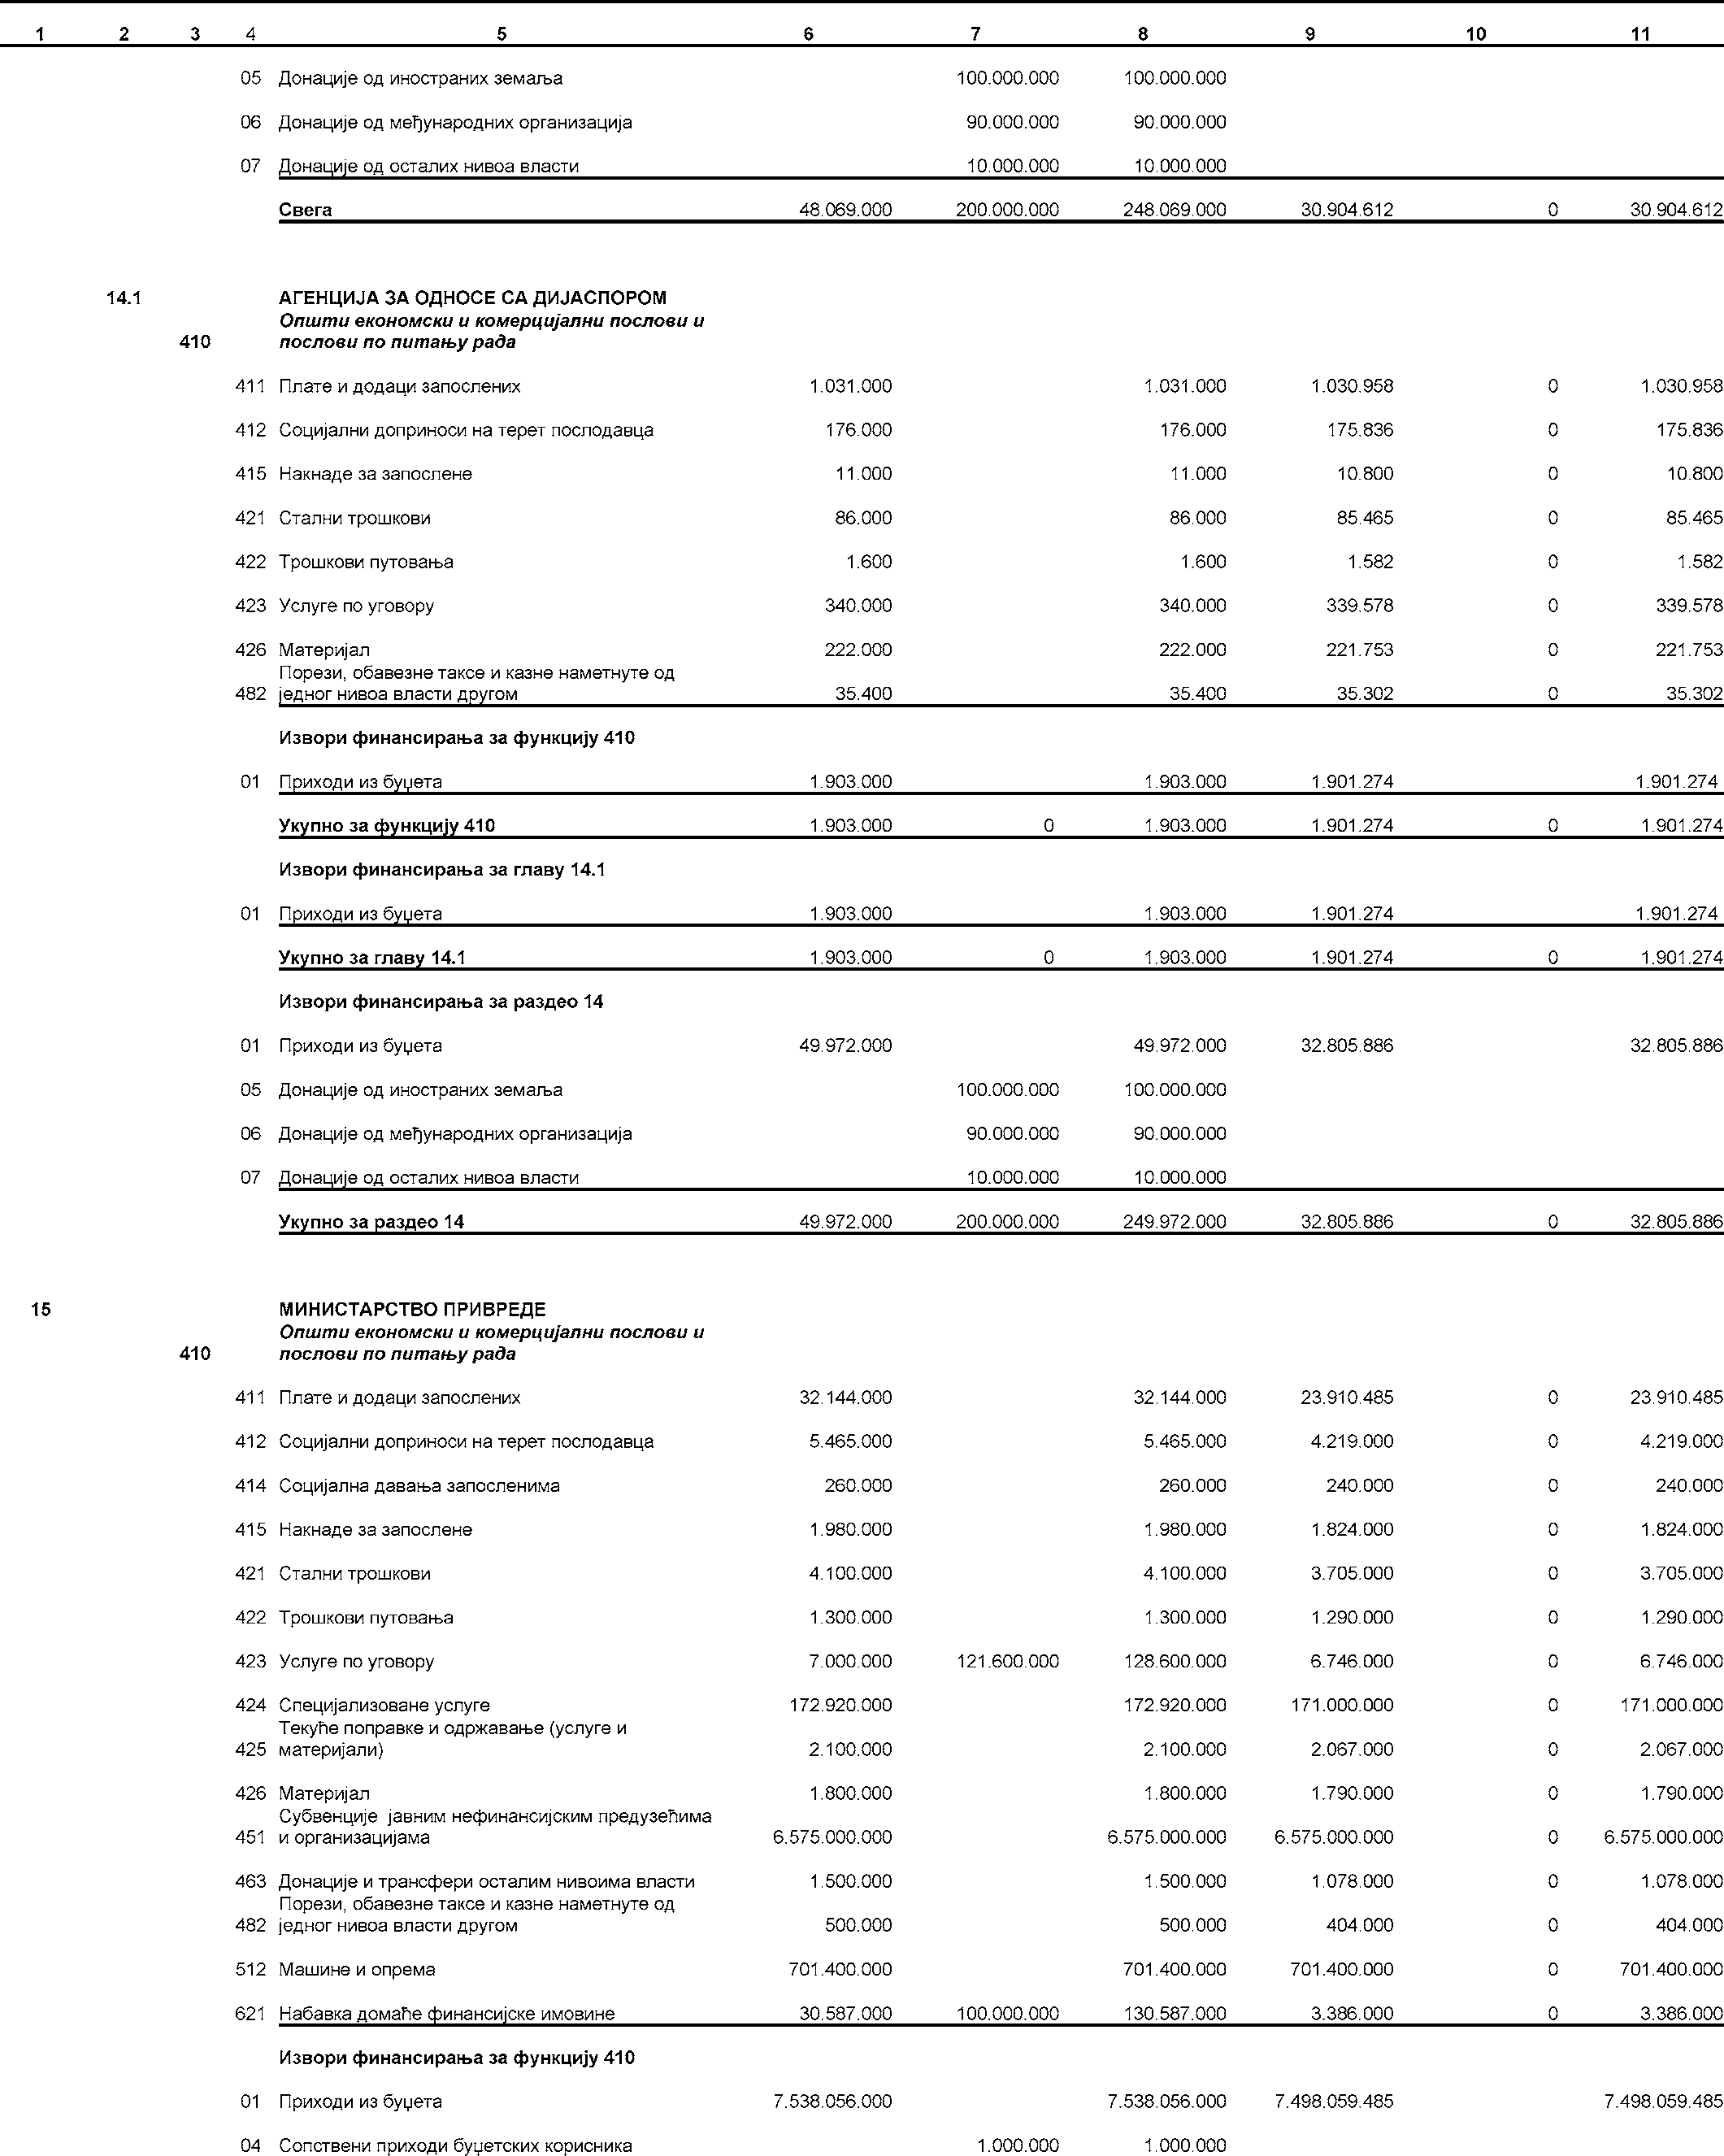 1 2 3 4 5 6 7 8 9 10 11
05 Донације од иностраних земаља 100.000.000 100.000.000
06 Донације од међународних организација 90.000.000 90.000.000
07 Донације од осталих нивоа власти 10.000.000 10.000.000
Свега 48.069.000 200.000.000 248.069.000 30.904.612 0 30.904.612
14.1 АГЕНЦИЈА ЗА ОДНОСЕ СА ДИЈАСПОРОМ
Општи економски и комерцијални послови и
410 послови по питању рада
411 Плате и додаци запослених 1.031.000 1.031.000 1.030.958 0 1.030.958
412 Социјални доприноси на терет послодавца 176.000 176.000 175.836 0 175.836
415 Накнаде за запослене 11.000 11.000 10.800 0 10.800
421 Стални трошкови 86.000 86.000 85.465 0 85.465
422 Трошкови путовања 1.600 1.600 1.582 0 1.582
423 Услуге по уговору 340.000 340.000 339.578 0 339.578
426 Материјал 222.000 222.000 221.753 0 221.753
Порези, обавезне таксе и казне наметнуте од
482 једног нивоа власти другом 35.400 35.400 35.302 0 35.302
Извори финансирања за функцију 410
01 Приходи из буџета 1.903.000 1.903.000 1.901.274 1.901.274
Укупно за функцију 410 1.903.000 0 1.903.000 1.901.274 0 1.901.274
Извори финансирања за главу 14.1
01 Приходи из буџета 1.903.000 1.903.000 1.901.274 1.901.274
Укупно за главу 14.1 1.903.000 0 1.903.000 1.901.274 0 1.901.274
Извори финансирања за раздео 14
01 Приходи из буџета 49.972.000 49.972.000 32.805.886 32.805.886
05 Донације од иностраних земаља 100.000.000 100.000.000
06 Донације од међународних организација 90.000.000 90.000.000
07 Донације од осталих нивоа власти 10.000.000 10.000.000
Укупно за раздео 14 49.972.000 200.000.000 249.972.000 32.805.886 0 32.805.886
15 МИНИСТАРСТВО ПРИВРЕДЕ
Општи економски и комерцијални послови и
410 послови по питању рада
411 Плате и додаци запослених 32.144.000 32.144.000 23.910.485 0 23.910.485
412 Социјални доприноси на терет послодавца 5.465.000 5.465.000 4.219.000 0 4.219.000
414 Социјална давања запосленима 260.000 260.000 240.000 0 240.000
415 Накнаде за запослене 1.980.000 1.980.000 1.824.000 0 1.824.000
421 Стални трошкови 4.100.000 4.100.000 3.705.000 0 3.705.000
422 Трошкови путовања 1.300.000 1.300.000 1.290.000 0 1.290.000
423 Услуге по уговору 7.000.000 121.600.000 128.600.000 6.746.000 0 6.746.000
424 Специјализоване услуге 172.920.000 172.920.000 171.000.000 0 171.000.000
Текуће поправке и одржавање (услуге и
425 материјали) 2.100.000 2.100.000 2.067.000 0 2.067.000
426 Материјал 1.800.000 1.800.000 1.790.000 0 1.790.000
Субвенције јавним нефинансијским предузећима
451 и организацијама 6.575.000.000 6.575.000.000 6.575.000.000 0 6.575.000.000
463 Донације и трансфери осталим нивоима власти 1.500.000 1.500.000 1.078.000 0 1.078.000
Порези, обавезне таксе и казне наметнуте од
482 једног нивоа власти другом 500.000 500.000 404.000 0 404.000
512 Машине и опрема 701.400.000 701.400.000 701.400.000 0 701.400.000
621 Набавка домаће финансијске имовине 30.587.000 100.000.000 130.587.000 3.386.000 0 3.386.000
Извори финансирања за функцију 410
01 Приходи из буџета 7.538.056.000 7.538.056.000 7.498.059.485 7.498.059.485
04 Сопствени приходи буџетских корисника 1.000.000 1.000.000